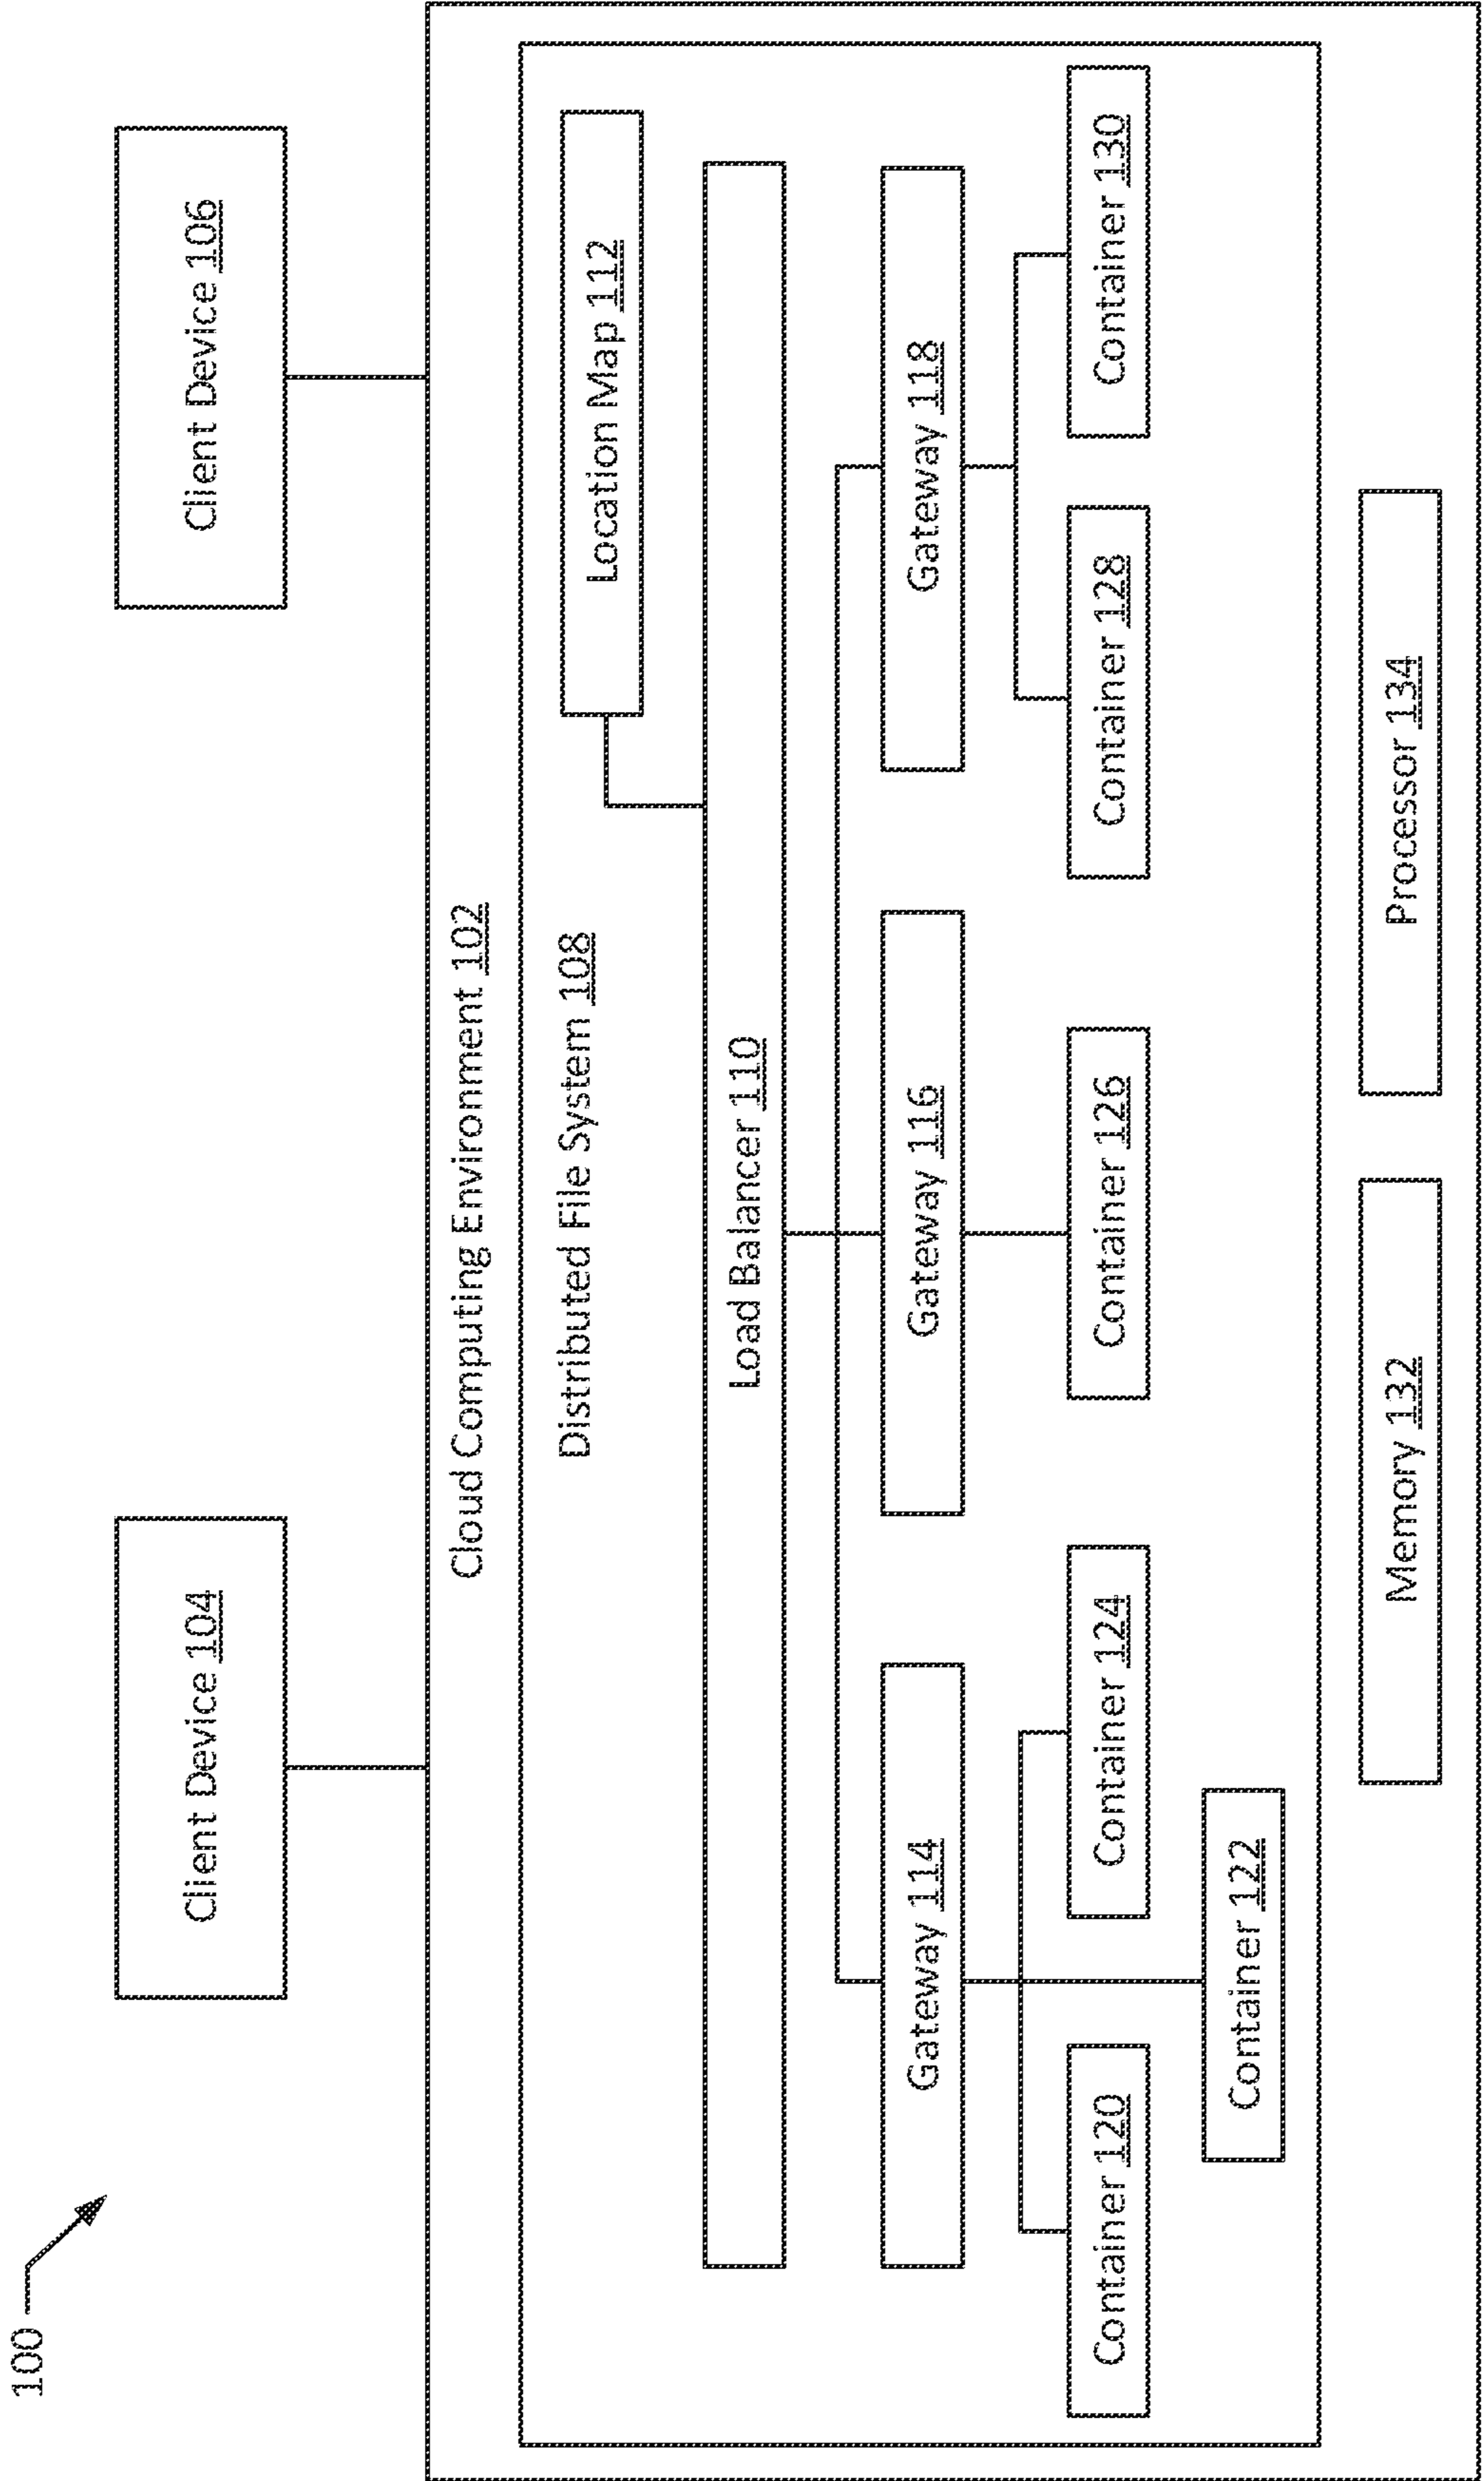 100
Client Device 104
Client Device 106
Cloud Computing Environment 102
Distributed File System 108
Location Map 112
Load Balancer 110
Gateway 114
Gateway 116
Gateway 118
Container 120
Container 124
Container 126
Container 128
Container 130
Container 122
Memory 132
Processor 134